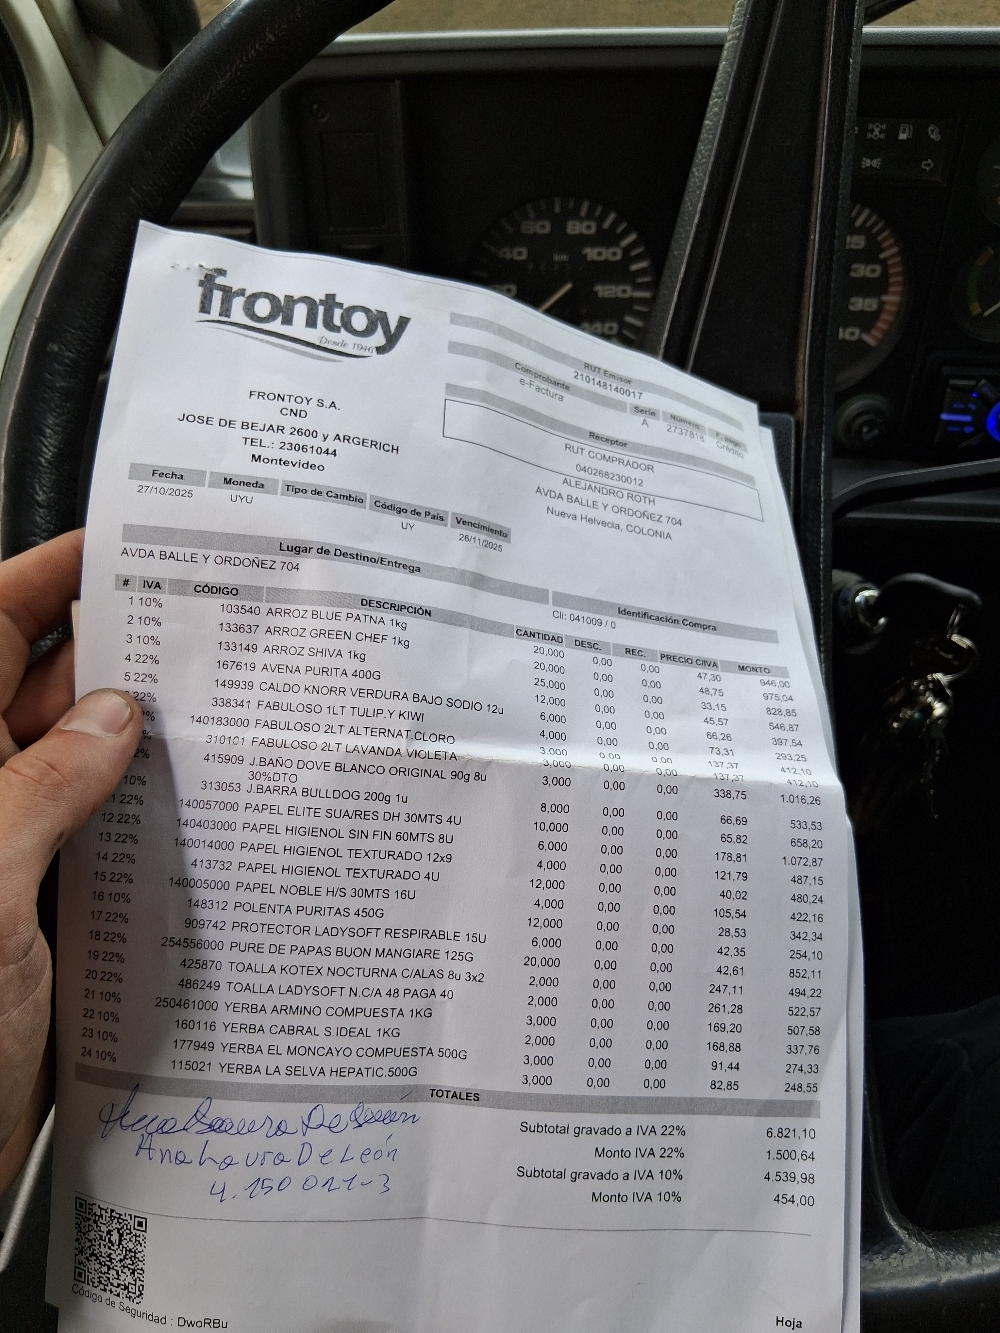 frontoy
Desde 1946
FRONTOY S.A.
CND
JOSE DE BEJAR 2600 y ARGERICH
TEL.: 23061044
Montevideo
RUT Emisor
210148140017
Comprobante Serie Número F. pago
e-Factura A 2737818 Crédito
Receptor
RUT COMPRADOR
040268230012
ALEJANDRO ROTH
AVDA BALLE Y ORDOÑEZ 704
Nueva Helvecia, COLONIA
Fecha Moneda Tipo de Cambio Código de País Vencimiento
27/10/2025 UYU UY 26/11/2025
Lugar de Destino/Entrega Identificación Compra
AVDA BALLE Y ORDOÑEZ 704 Cli: 041009 / 0
# IVA CÓDIGO DESCRIPCIÓN CANTIDAD DESC. REC. PRECIO C/IVA MONTO
1 10% 103540 ARROZ BLUE PATNA 1kg 20,000 0,00 0,00 47,30 946,00
2 10% 133637 ARROZ GREEN CHEF 1kg 20,000 0,00 0,00 48,75 975,04
3 10% 133149 ARROZ SHIVA 1kg 25,000 0,00 0,00 33,15 828,85
4 22% 167619 AVENA PURITA 400G 12,000 0,00 0,00 45,57 546,87
5 22% 149939 CALDO KNORR VERDURA BAJO SODIO 12u 6,000 0,00 0,00 66,26 397,54
22% 338341 FABULOSO 1LT TULIP.Y KIWI 4,000 0,00 0,00 73,31 293,25
% 140183000 FABULOSO 2LT ALTERNAT.CLORO 3,000 0,00 0,00 137,37 412,10
% 310101 FABULOSO 2LT LAVANDA VIOLETA 3,000 0,00 0,00 137,37 412,10
2% 415909 J.BAÑO DOVE BLANCO ORIGINAL 90g 8u 3,000 0,00 0,00 338,75 1.016,26
30%DTO
10% 313053 J.BARRA BULLDOG 200g 1u 8,000 0,00 0,00 66,69 533,53
1 22% 140057000 PAPEL ELITE SUA/RES DH 30MTS 4U 10,000 0,00 0,00 65,82 658,20
12 22% 140403000 PAPEL HIGIENOL SIN FIN 60MTS 8U 6,000 0,00 0,00 178,81 1.072,87
13 22% 140014000 PAPEL HIGIENOL TEXTURADO 12x9 4,000 0,00 0,00 121,79 487,15
14 22% 413732 PAPEL HIGIENOL TEXTURADO 4U 12,000 0,00 0,00 40,02 480,24
15 22% 140005000 PAPEL NOBLE H/S 30MTS 16U 4,000 0,00 0,00 105,54 422,16
16 10% 148312 POLENTA PURITAS 450G 12,000 0,00 0,00 28,53 342,34
17 22% 909742 PROTECTOR LADYSOFT RESPIRABLE 15U 6,000 0,00 0,00 42,35 254,10
18 22% 254556000 PURE DE PAPAS BUON MANGIARE 125G 20,000 0,00 0,00 42,61 852,11
19 22% 425870 TOALLA KOTEX NOCTURNA C/ALAS 8u 3x2 2,000 0,00 0,00 247,11 494,22
20 22% 486249 TOALLA LADYSOFT N.C/A 48 PAGA 40 2,000 0,00 0,00 261,28 522,57
21 10% 250461000 YERBA ARMINO COMPUESTA 1KG 3,000 0,00 0,00 169,20 507,58
22 10% 160116 YERBA CABRAL S.IDEAL 1KG 2,000 0,00 0,00 168,88 337,76
23 10% 177949 YERBA EL MONCAYO COMPUESTA 500G 3,000 0,00 0,00 91,44 274,33
24 10% 115021 YERBA LA SELVA HEPATIC.500G 3,000 0,00 0,00 82,85 248,55
TOTALES
Subtotal gravado a IVA 22% 6.821,10
Monto IVA 22% 1.500,64
Subtotal gravado a IVA 10% 4.539,98
Monto IVA 10% 454,00
Ana Laura De León
4.150 021-3
Código de Seguridad : DwoRBu
Hoja
40 60 80 100 120 140
km
25 30 35 40